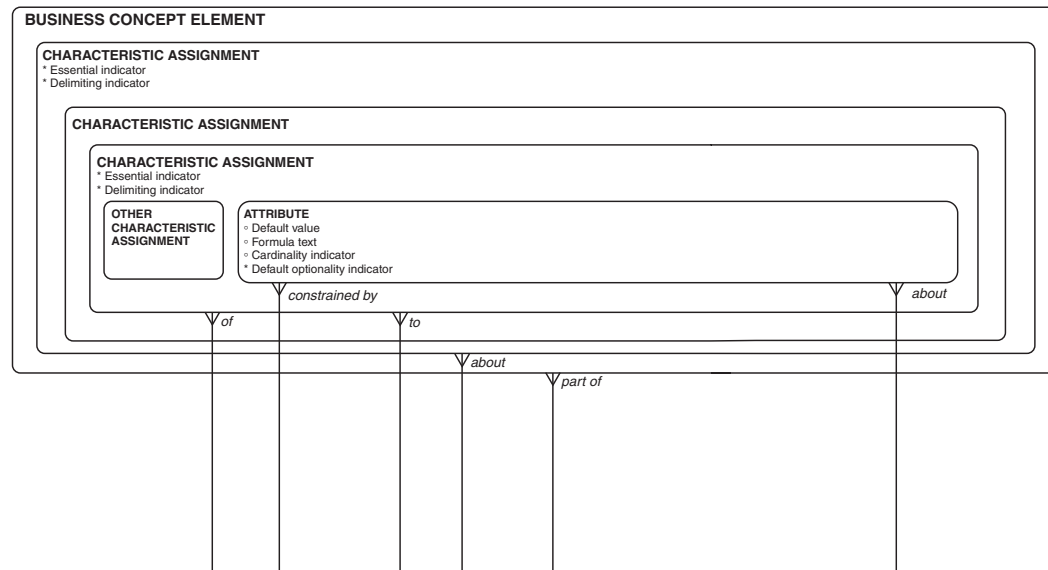 BUSINESS CONCEPT ELEMENT
CHARACTERISTIC ASSIGNMENT
* Essential indicator
* Delimiting indicator
CHARACTERISTIC ASSIGNMENT
CHARACTERISTIC ASSIGNMENT
* Essential indicator
* Delimiting indicator
OTHER
CHARACTERISTIC
ASSIGNMENT
ATTRIBUTE
° Default value
° Formula text
° Cardinality indicator
* Default optionality indicator
constrained by
about
of
to
about
part of